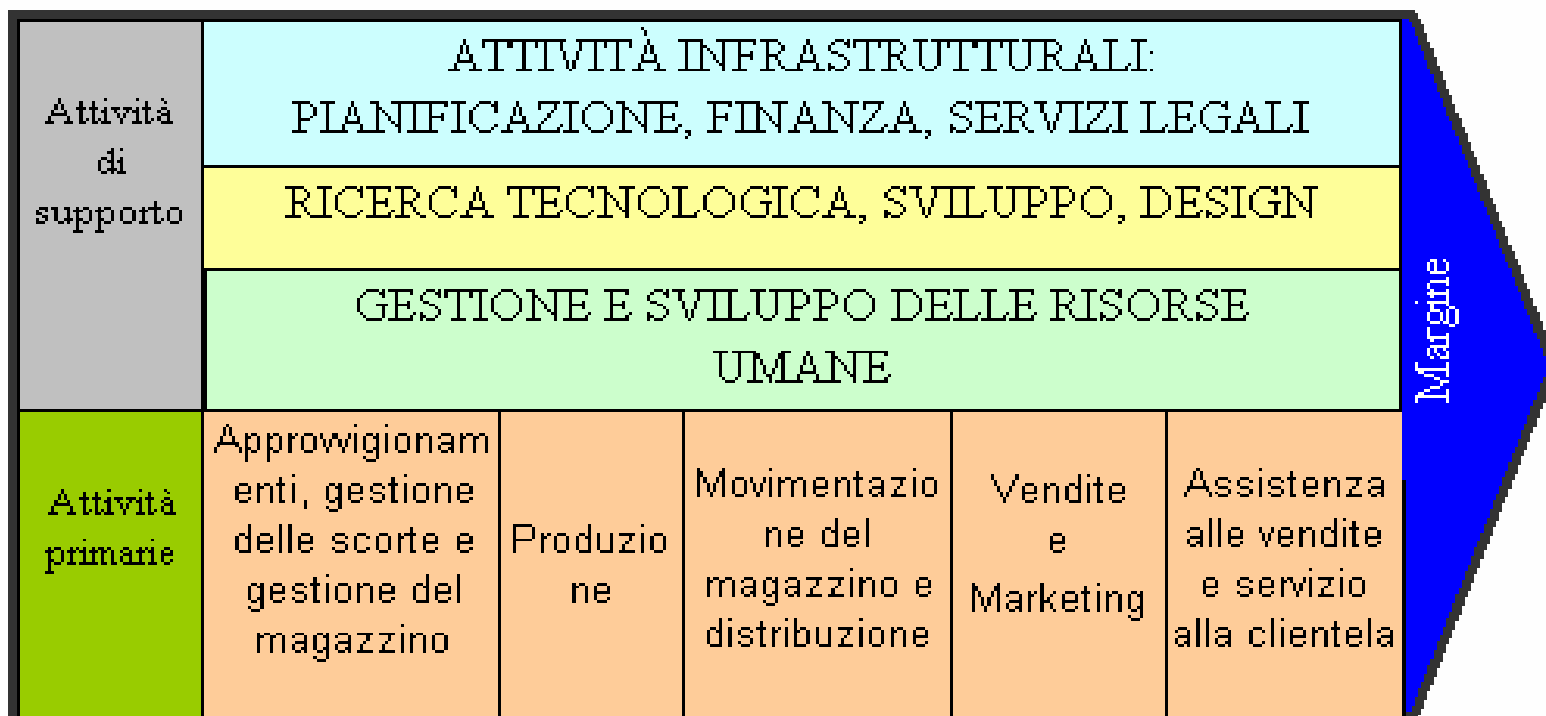 Attività
di
supporto
ATTIVITÀ INFRASTRUTTURALI:
PIANIFICAZIONE, FINANZA, SERVIZI LEGALI
RICERCA TECNOLOGICA, SVILUPPO, DESIGN
GESTIONE E SVILUPPO DELLE RISORSE
UMANE
Margine
Attività
primarie
Approvvigionam
enti, gestione
delle scorte e
gestione del
magazzino
Produzio
ne
Movimentazio
ne del
magazzino e
distribuzione
Vendite
e
Marketing
Assistenza
alle vendite
e servizio
alla clientela